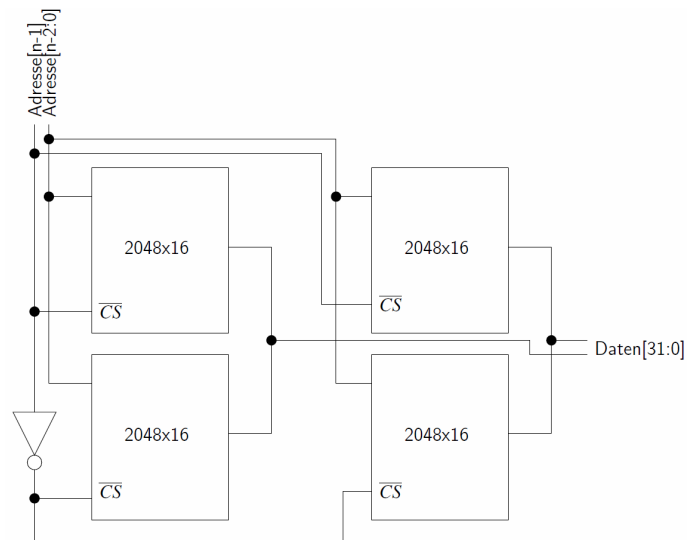 Adresse[n-1]
Adresse[n-2:0]
2048x16
2048x16
CS
CS
Daten[31:0]
2048x16
2048x16
CS
CS